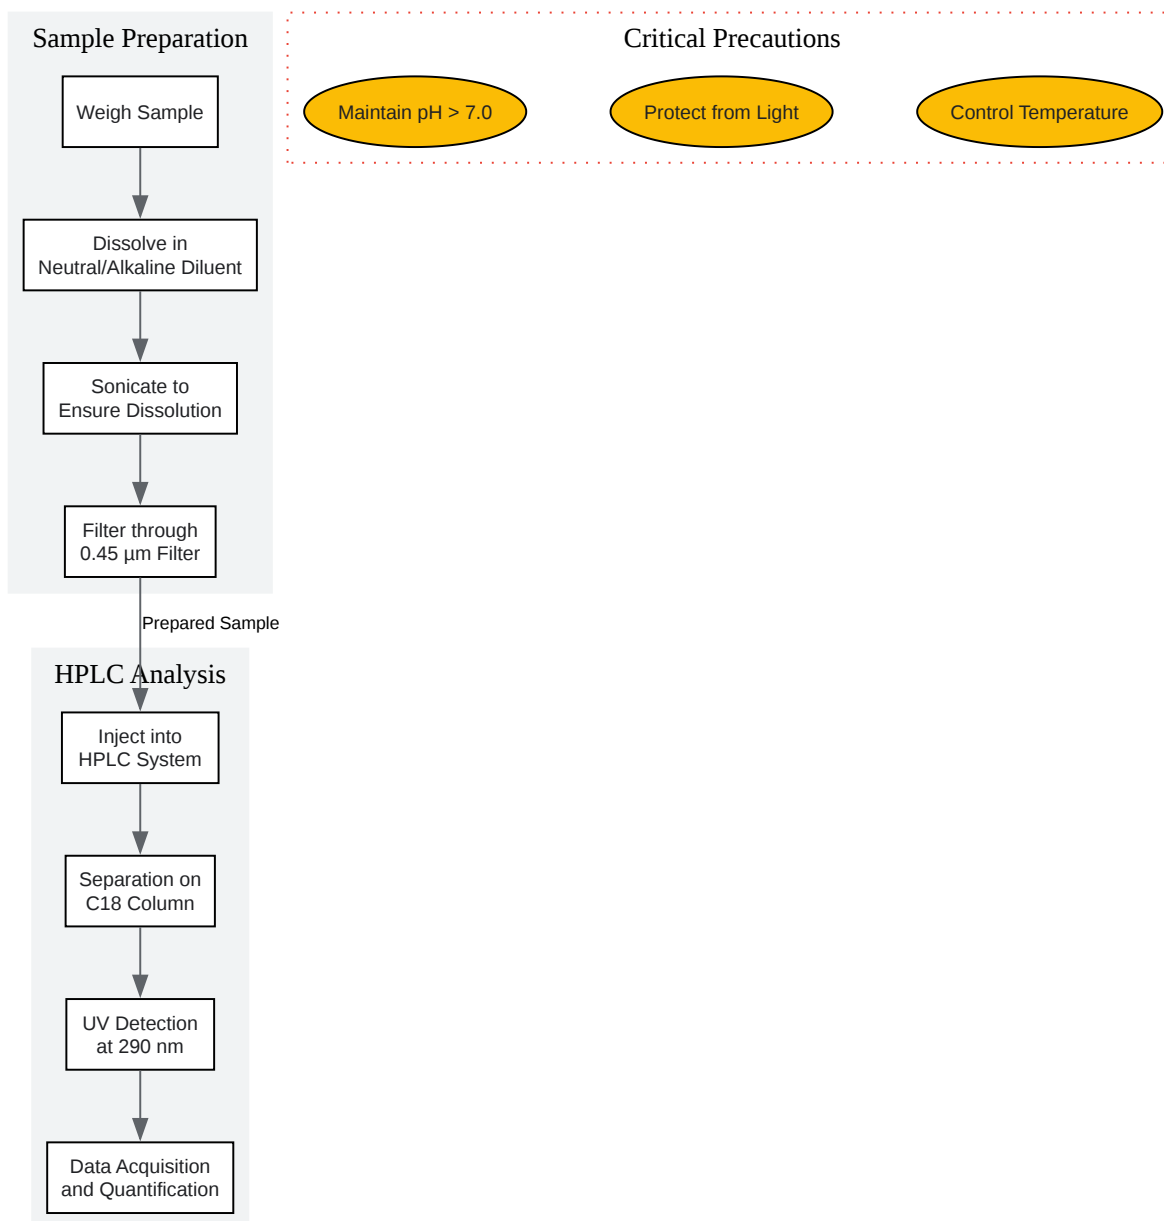 Sample Preparation
Weigh Sample
Dissolve in
Neutral/Alkaline Diluent
Sonicate to
Ensure Dissolution
Filter through
0.45 µm Filter
Prepared Sample
HPLC Analysis
Inject into
HPLC System
Separation on
C18 Column
UV Detection
at 290 nm
Data Acquisition
and Quantification
Critical Precautions
Maintain pH > 7.0
Protect from Light
Control Temperature